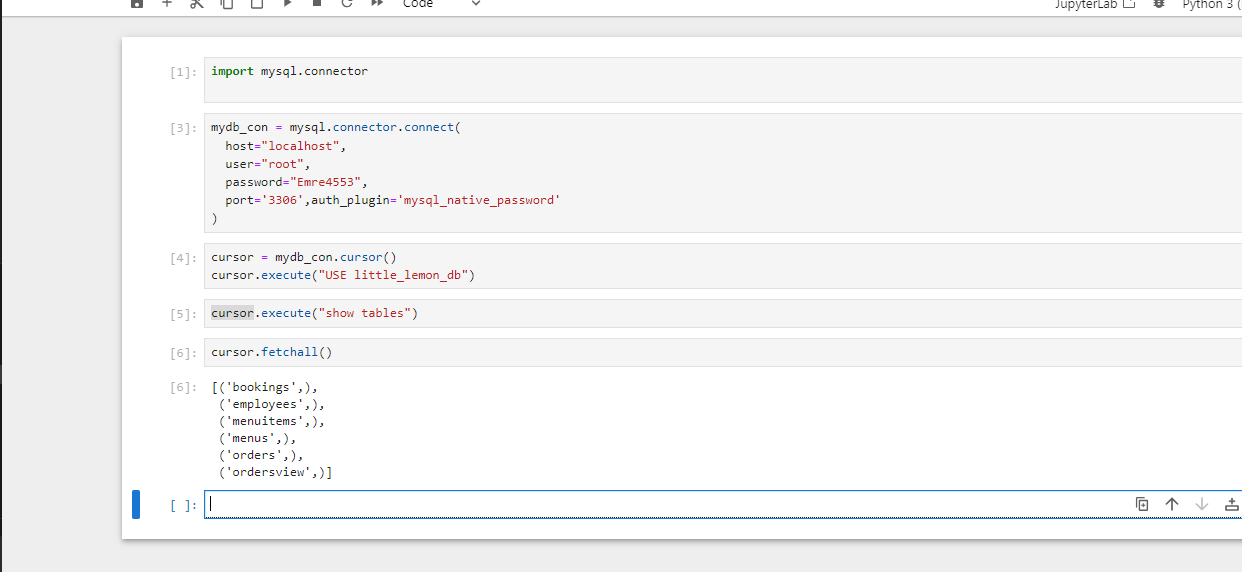 Code
JupyterLab
Python 3 (
[1]:
import mysql.connector
[3]:
mydb_con = mysql.connector.connect(
host="localhost",
user="root",
password="Emre4553",
port='3306',auth_plugin='mysql_native_password'
)
[4]:
cursor = mydb_con.cursor()
cursor.execute("USE little_lemon_db")
[5]:
cursor.execute("show tables")
[6]:
cursor.fetchall()
[6]:
[('bookings',),
('employees',),
('menuitems',),
('menus',),
('orders',),
('ordersview',)]
[ ]: